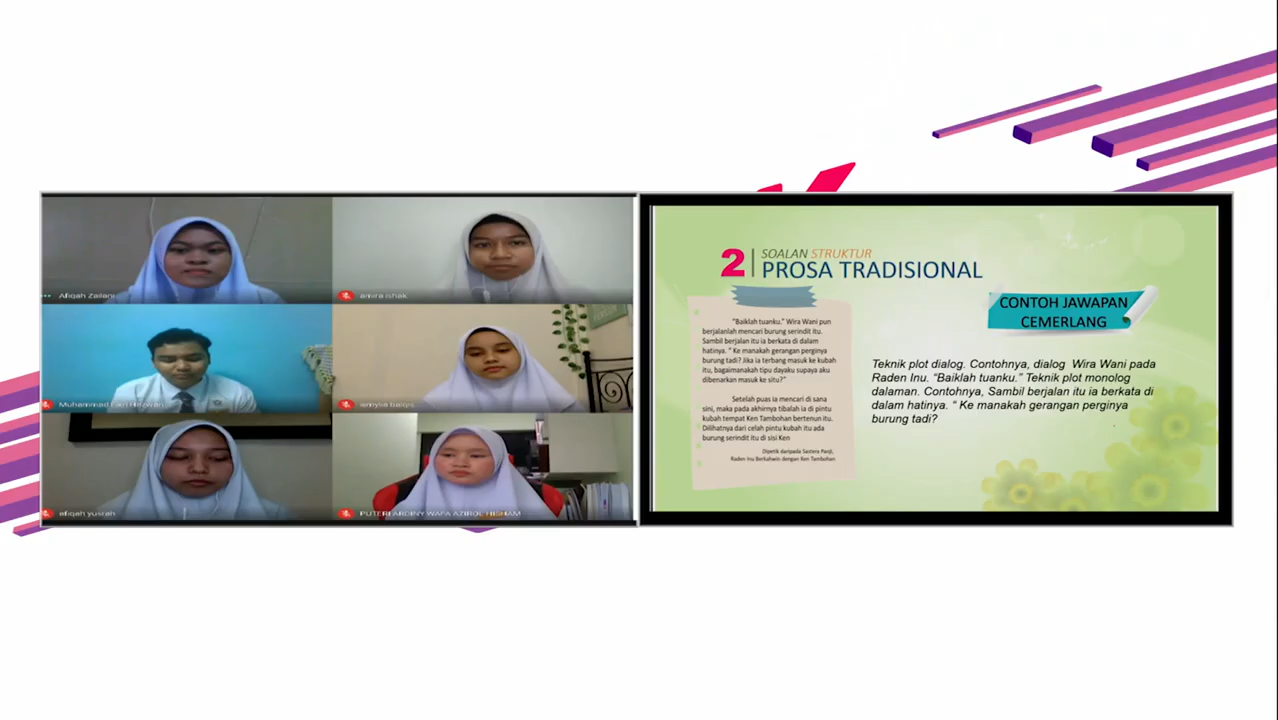 Afiqah Zailani
amira ishak
afiqah yusrah
PUTERI ARDINY WAFA AZIROL HISHAM
2
SOALAN STRUKTUR
PROSA TRADISIONAL
"Baiklah tuanku." Wira Wani pun
berjalanlah mencari burung serindit itu.
Sambil berjalan itu ia berkata di dalam
hatinya. " Ke manakah gerangan perginya
burung tadi? Jika ia terbang masuk ke kubah
itu, bagaimanakah tipu dayaku supaya aku
dibenarkan masuk ke situ?"
Setelah puas ia mencari di sana
sini, maka pada akhirnya tibalah ia di pintu
kubah tempat Ken Tambohan bertenun itu.
Dilihatnya dari celah pintu kubah itu ada
burung serindit itu di sisi Ken
Dipetik daripada Sastera Panji,
Raden Inu Berkahwin dengan Ken Tambohan
CONTOH JAWAPAN
CEMERLANG
Teknik plot dialog. Contohnya, dialog Wira Wani pada
Raden Inu. "Baiklah tuanku." Teknik plot monolog
dalaman. Contohnya, Sambil berjalan itu ia berkata di
dalam hatinya. " Ke manakah gerangan perginya
burung tadi?